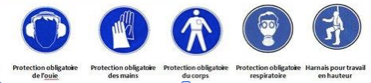 Protection obligatoire
de l'ouie
Protection obligatoire
des mains
Protection obligatoire
du corps
Protection obligatoire
respiratoire
Harnais pour travail
en hauteur